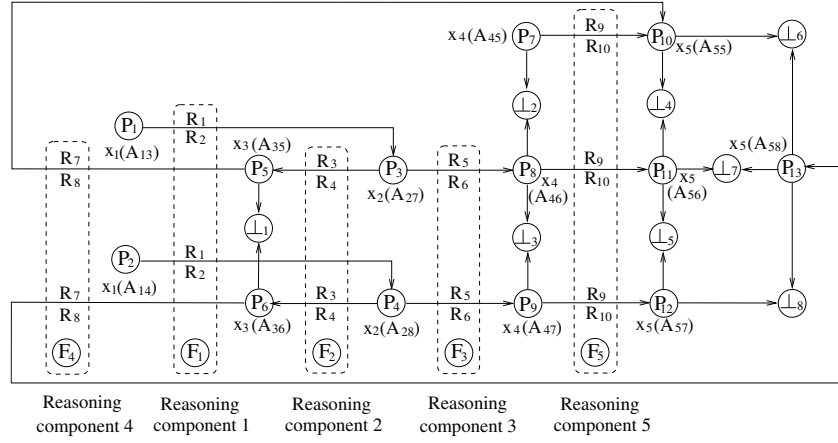 P7 x4(A45) R9 R10 P10 x5(A55) ⊥6
⊥2 ⊥4
P1 x1(A13) R1 R2
R7 R8 x3(A35) P5 R3 R4 P3 x2(A27) R5 R6 P8 x4(A46) R9 R10 P11 x5(A56) ⊥7 x5(A58) P13
⊥1 ⊥3 ⊥5
P2 x1(A14) R1 R2
R7 R8 P6 x3(A36) R3 R4 P4 x2(A28) R5 R6 P9 x4(A47) R9 R10 P12 x5(A57) ⊥8
F4 F1 F2 F3 F5
Reasoning component 4
Reasoning component 1
Reasoning component 2
Reasoning component 3
Reasoning component 5